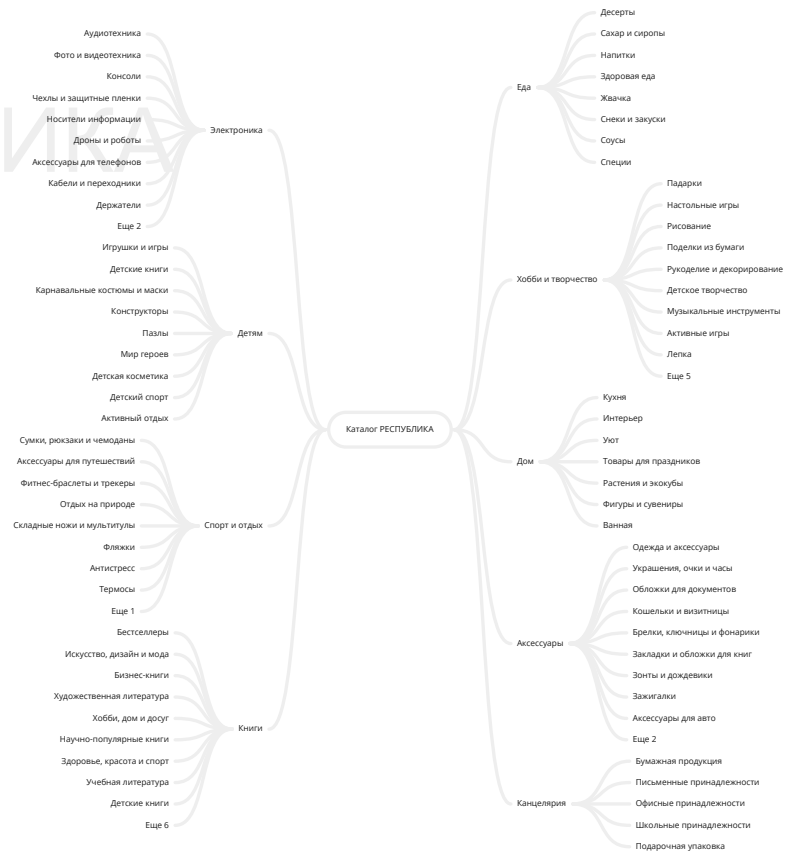 ИКА
Каталог РЕСПУБЛИКА
Электроника
Аудиотехника
Фото и видеотехника
Консоли
Чехлы и защитные пленки
Носители информации
Дроны и роботы
Аксессуары для телефонов
Кабели и переходники
Держатели
Еще 2
Детям
Игрушки и игры
Детские книги
Карнавальные костюмы и маски
Конструкторы
Пазлы
Мир героев
Детская косметика
Детский спорт
Активный отдых
Спорт и отдых
Сумки, рюкзаки и чемоданы
Аксессуары для путешествий
Фитнес-браслеты и трекеры
Отдых на природе
Складные ножи и мультитулы
Фляжки
Антистресс
Термосы
Еще 1
Книги
Бестселлеры
Искусство, дизайн и мода
Бизнес-книги
Художественная литература
Хобби, дом и досуг
Научно-популярные книги
Здоровье, красота и спорт
Учебная литература
Детские книги
Еще 6
Еда
Десерты
Сахар и сиропы
Напитки
Здоровая еда
Жвачка
Снеки и закуски
Соусы
Специи
Хобби и творчество
Падарки
Настольные игры
Рисование
Поделки из бумаги
Рукоделие и декорирование
Детское творчество
Музыкальные инструменты
Активные игры
Лепка
Еще 5
Дом
Кухня
Интерьер
Уют
Товары для праздников
Растения и экокубы
Фигуры и сувениры
Ванная
Аксессуары
Одежда и аксессуары
Украшения, очки и часы
Обложки для документов
Кошельки и визитницы
Брелки, ключницы и фонарики
Закладки и обложки для книг
Зонты и дождевики
Зажигалки
Аксессуары для авто
Еще 2
Канцелярия
Бумажная продукция
Письменные принадлежности
Офисные принадлежности
Школьные принадлежности
Подарочная упаковка